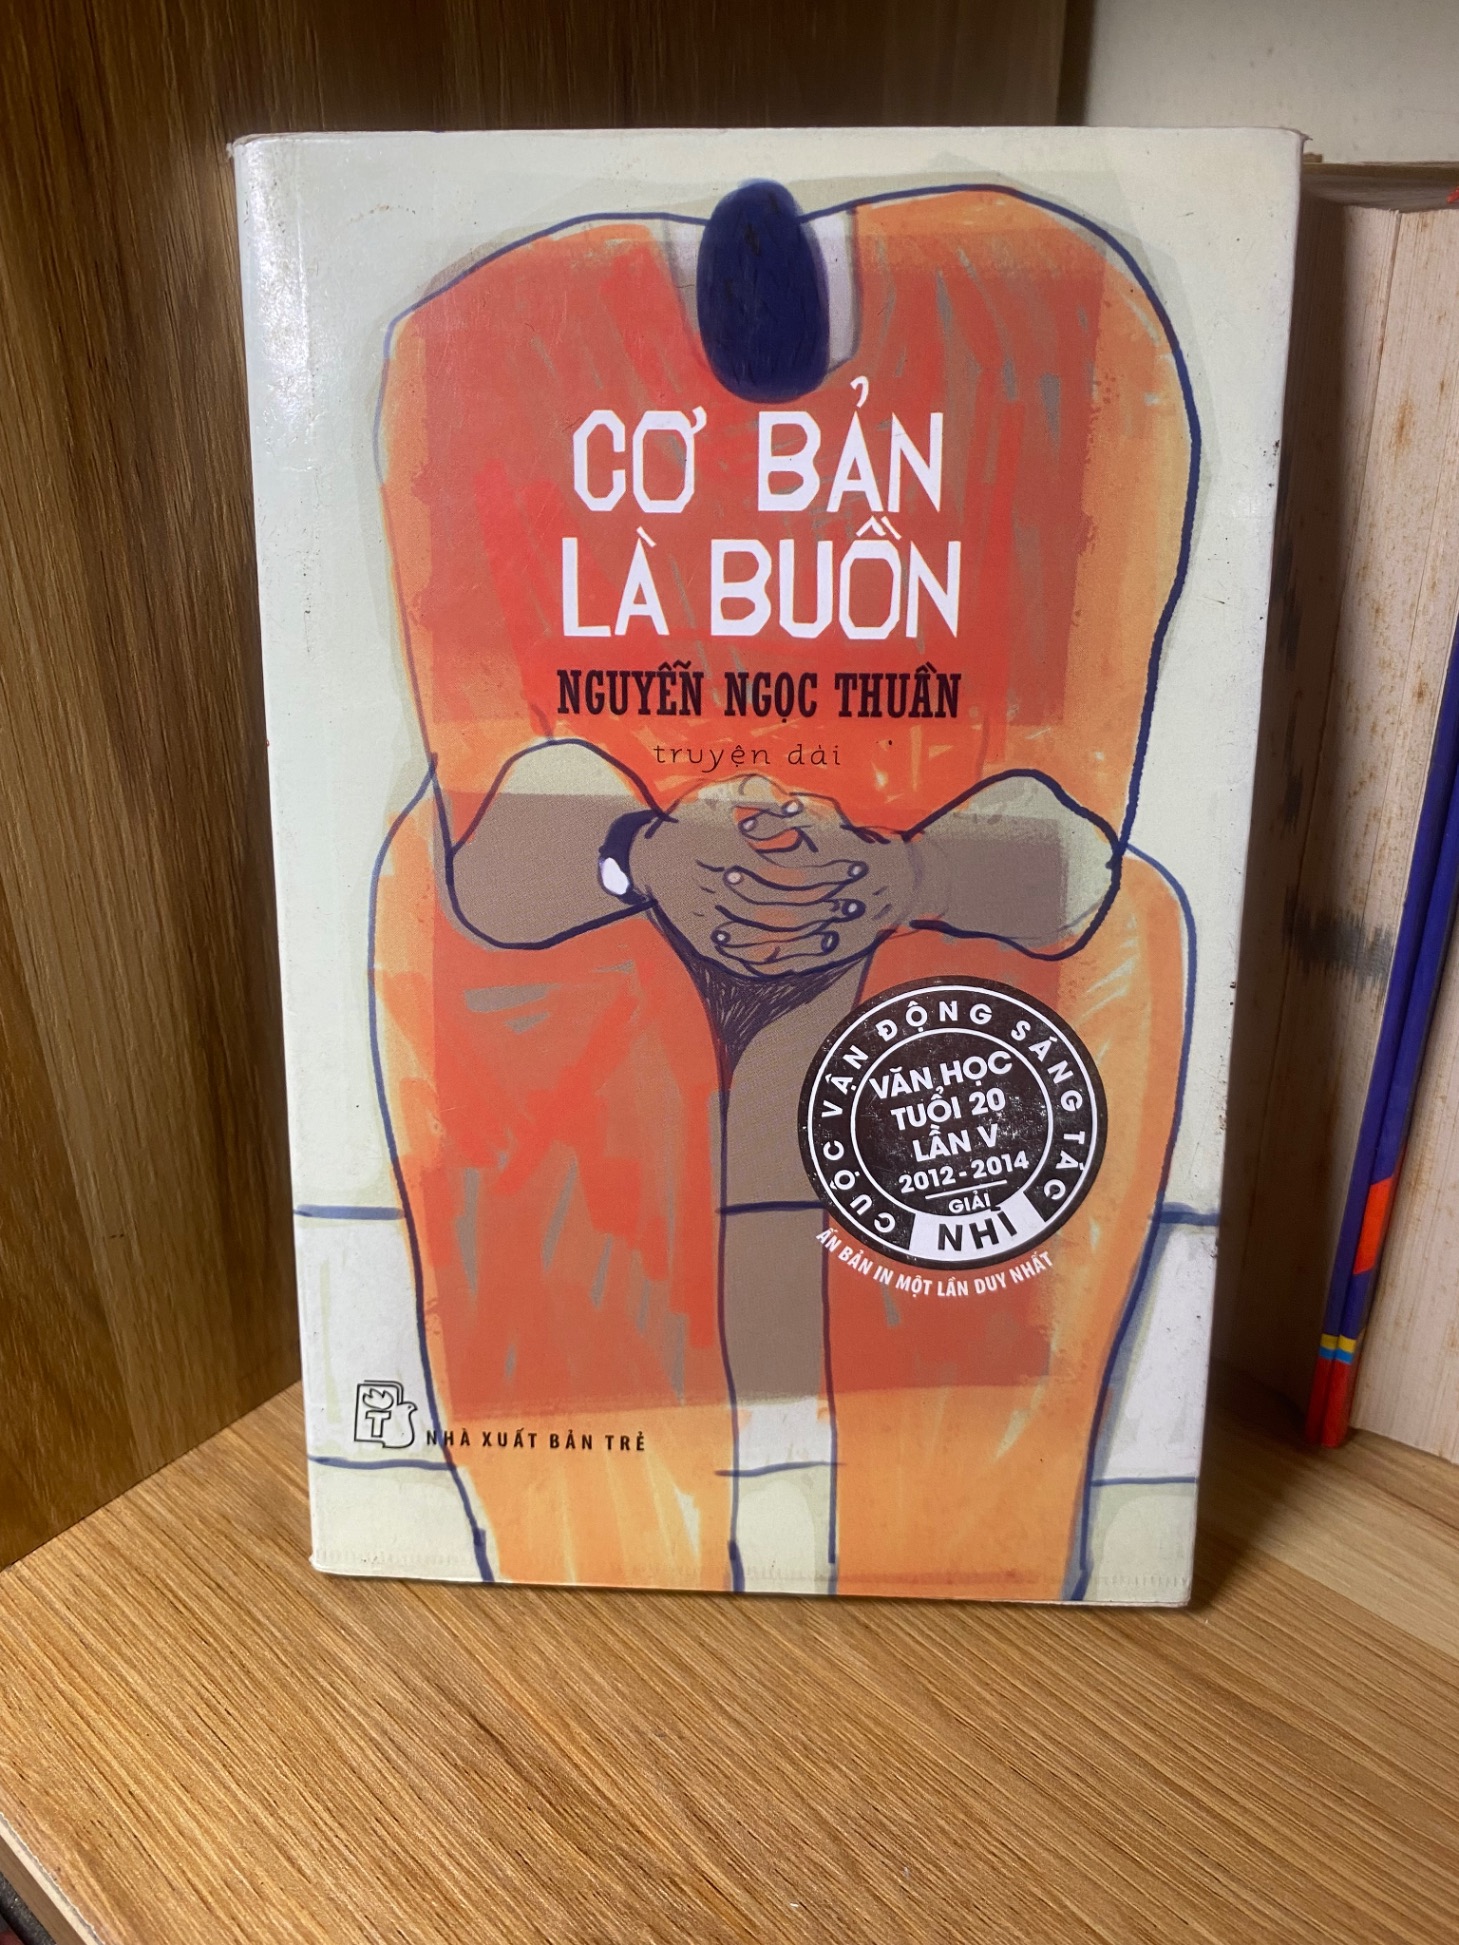 CƠ BẢN
LÀ BUỒN
NGUYỄN NGỌC THUẦN
truyện dài
CUỘC VẬN ĐỘNG SÁNG TÁC
VĂN HỌC
TUỔI 20
LẦN V
2012-2014
GIẢI
NHÌ
ẤN BẢN IN MỘT LẦN DUY NHẤT
T
NHÀ XUẤT BẢN TRẺ